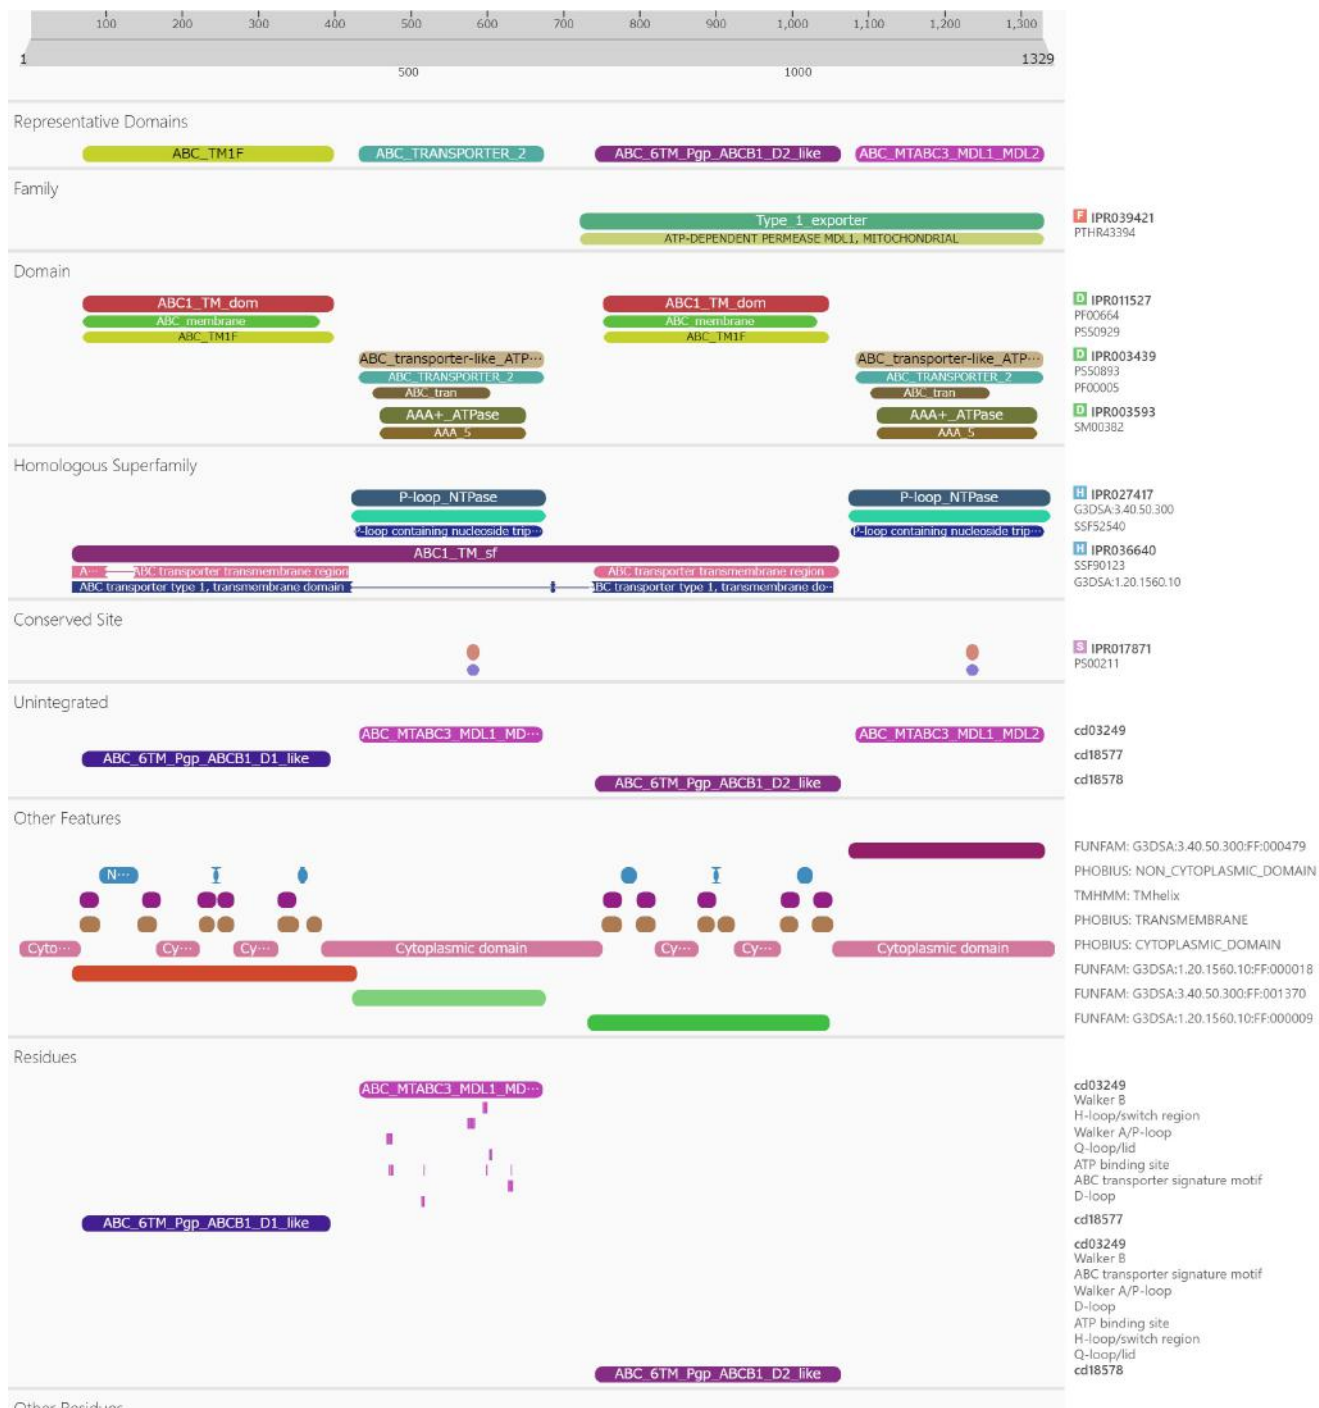 100 200 300 400 500 600 700 800 900 1,000 1,100 1,200 1,300
1 1329
500 1000
Representative Domains
ABC_TM1F ABC_TRANSPORTER_2 ABC_6TM_Pgp_ABCB1_D2_like ABC_MTABC3_MDL1_MDL2
Family
Type_1_exporter F IPR039421
ATP-DEPENDENT PERMEASE MDL1, MITOCHONDRIAL PTHR43394
Domain
ABC1_TM_dom ABC1_TM_dom D IPR011527
ABC_membrane ABC_membrane PF00664
ABC_TM1F ABC_TM1F PS50929
ABC_transporter-like_ATP··· ABC_transporter-like_ATP··· D IPR003439
ABC_TRANSPORTER_2 ABC_TRANSPORTER_2 PS50893
ABC_tran ABC_tran PF00005
AAA+_ATPase AAA+_ATPase D IPR003593
AAA_5 AAA_5 SM00382
Homologous Superfamily
P-loop_NTPase P-loop_NTPase H IPR027417
G3DSA:3.40.50.300
P-loop containing nucleoside trip··· P-loop containing nucleoside trip··· SSF52540
ABC1_TM_sf H IPR036640
A··· ABC transporter transmembrane region ABC transporter transmembrane region SSF90123
ABC transporter type 1, transmembrane domain ABC transporter type 1, transmembrane do··· G3DSA:1.20.1560.10
Conserved Site
S IPR017871
PS00211
Unintegrated
ABC_MTABC3_MDL1_MD··· ABC_MTABC3_MDL1_MDL2 cd03249
ABC_6TM_Pgp_ABCB1_D1_like cd18577
ABC_6TM_Pgp_ABCB1_D2_like cd18578
Other Features
FUNFAM: G3DSA:3.40.50.300:FF:000479
N··· PHOBIUS: NON_CYTOPLASMIC_DOMAIN
TMHMM: TMhelix
PHOBIUS: TRANSMEMBRANE
Cyto··· Cy··· Cy··· Cytoplasmic domain Cy··· Cy··· Cytoplasmic domain PHOBIUS: CYTOPLASMIC_DOMAIN
FUNFAM: G3DSA:1.20.1560.10:FF:000018
FUNFAM: G3DSA:3.40.50.300:FF:001370
FUNFAM: G3DSA:1.20.1560.10:FF:000009
Residues
ABC_MTABC3_MDL1_MD··· cd03249
Walker B
H-loop/switch region
Walker A/P-loop
Q-loop/lid
ATP binding site
ABC transporter signature motif
D-loop
ABC_6TM_Pgp_ABCB1_D1_like cd18577
cd03249
Walker B
ABC transporter signature motif
Walker A/P-loop
D-loop
ATP binding site
H-loop/switch region
Q-loop/lid
ABC_6TM_Pgp_ABCB1_D2_like cd18578
Other Residues